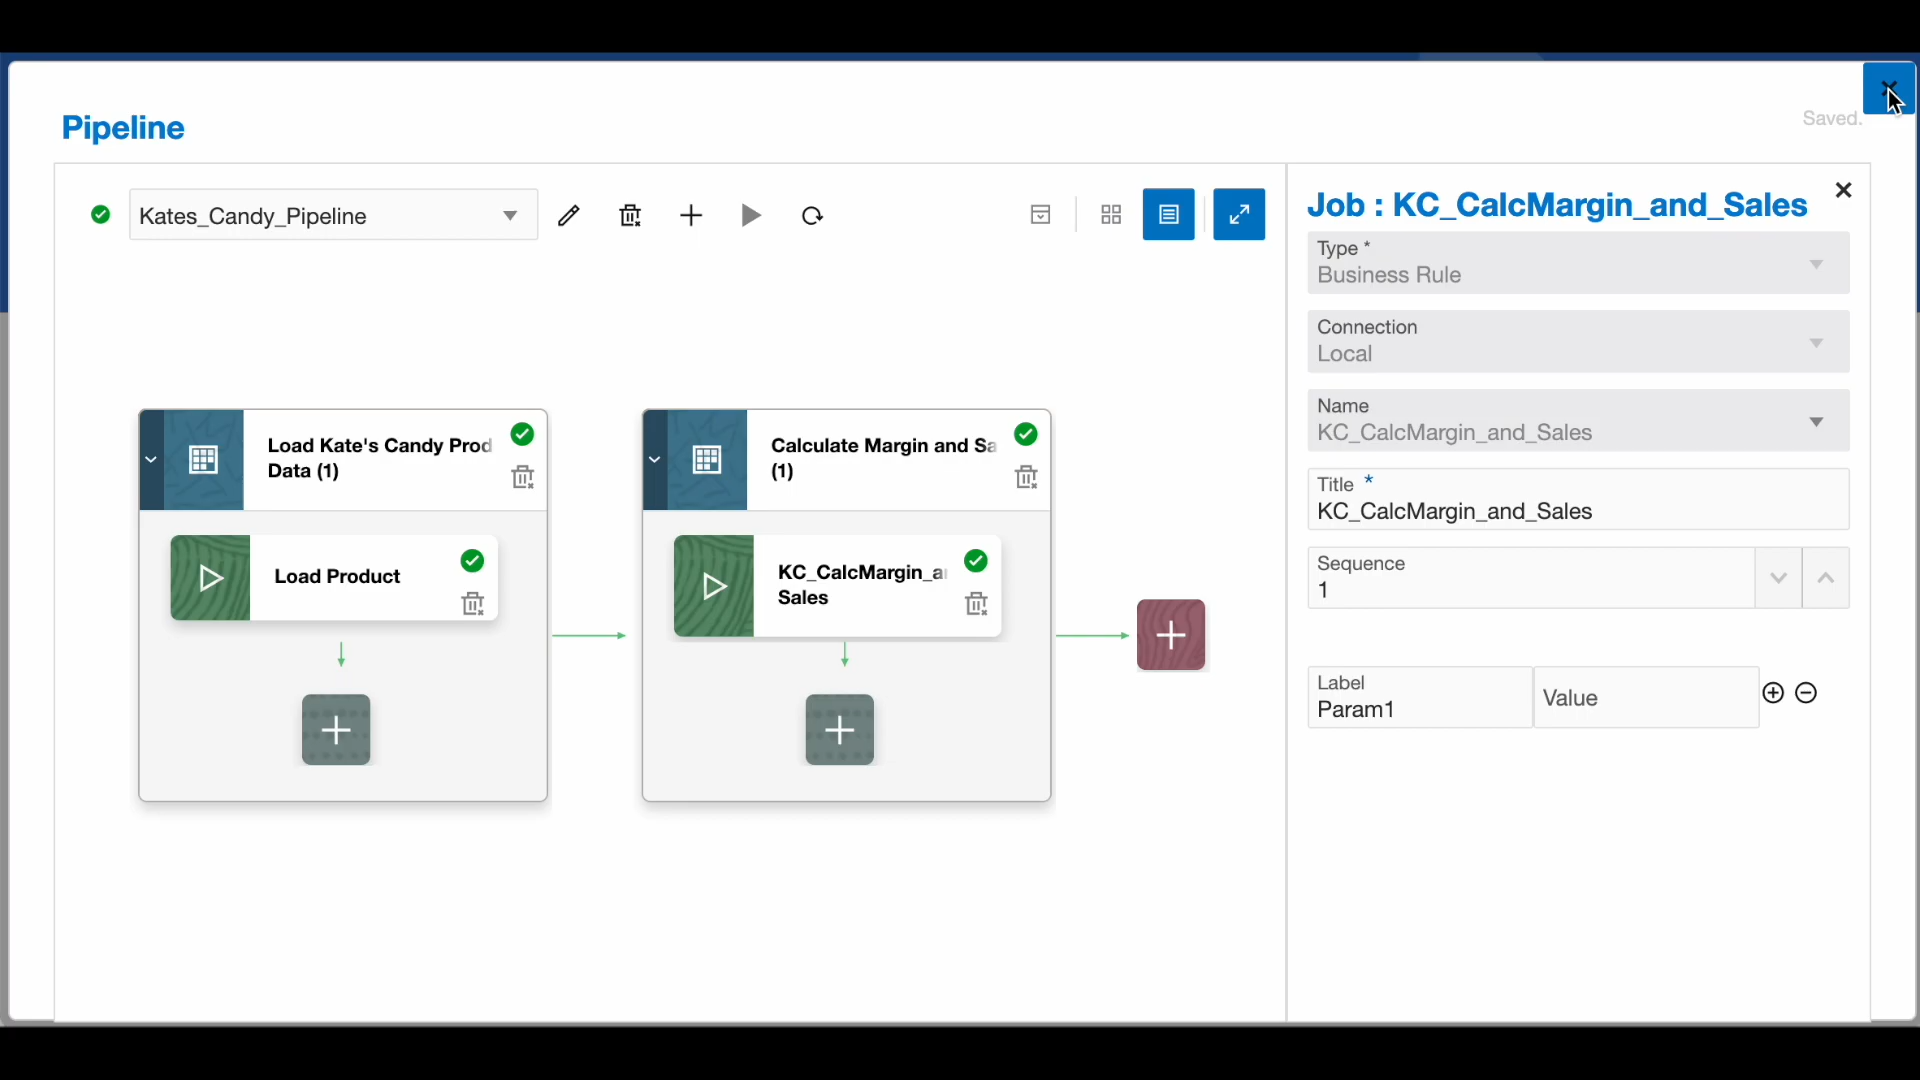 Pipeline
Saved.
Kates_Candy_Pipeline
Load Kate's Candy Prod
Data (1)
Load Product
Calculate Margin and Sa
(1)
KC_CalcMargin_a
Sales
Job : KC_CalcMargin_and_Sales
Type *
Business Rule
Connection
Local
Name
KC_CalcMargin_and_Sales
Title *
KC_CalcMargin_and_Sales
Sequence
1
Label
Param1
Value